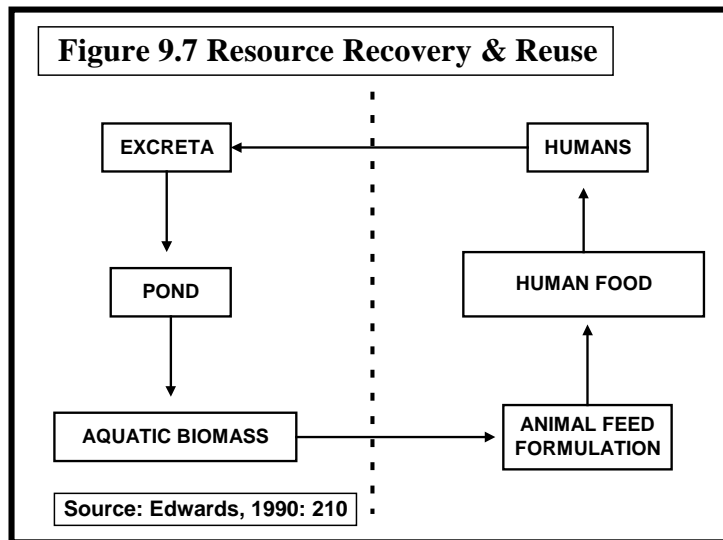 Figure 9.7 Resource Recovery & Reuse
EXCRETA
HUMANS
POND
HUMAN FOOD
AQUATIC BIOMASS
ANIMAL FEED
FORMULATION
Source: Edwards, 1990: 210